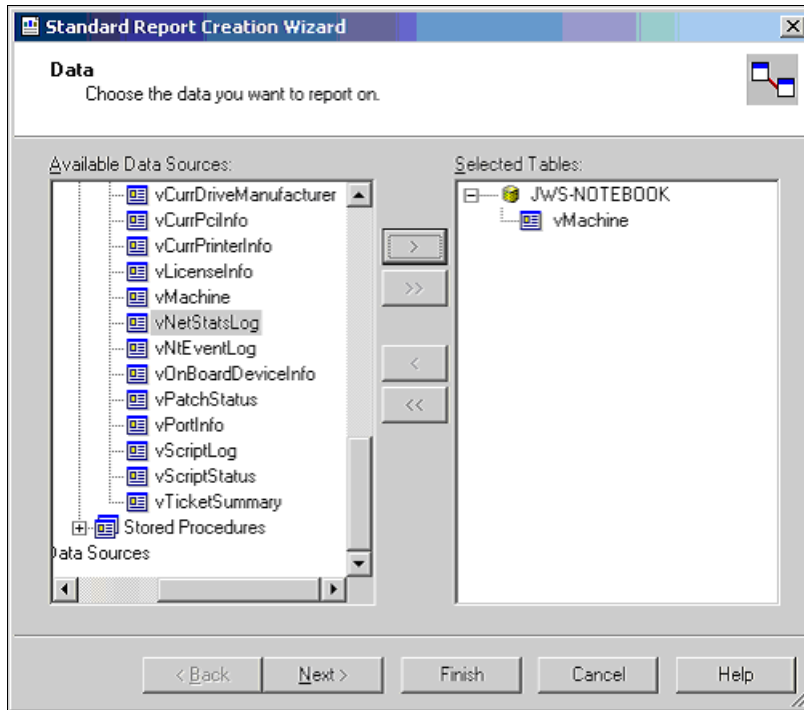 Standard Report Creation Wizard
Data
Choose the data you want to report on.
Available Data Sources:
vCurrDriveManufacturer
vCurrPciInfo
vCurrPrinterInfo
vLicenseInfo
vMachine
vNetStatsLog
vNtEventLog
vOnBoardDeviceInfo
vPatchStatus
vPortInfo
vScriptLog
vScriptStatus
vTicketSummary
Stored Procedures
Data Sources
>
>>
<
<<
Selected Tables:
JWS-NOTEBOOK
vMachine
< Back
Next >
Finish
Cancel
Help